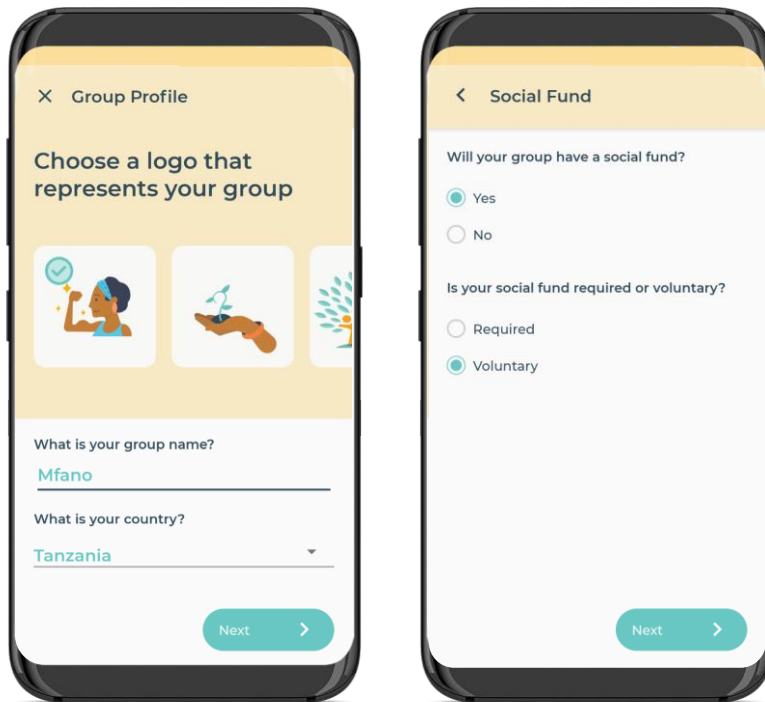 Group Profile
Choose a logo that
represents your group
What is your group name?
Mfano
What is your country?
Tanzania
Next
Social Fund
Will your group have a social fund?
Yes
No
Is your social fund required or voluntary?
Required
Voluntary
Next